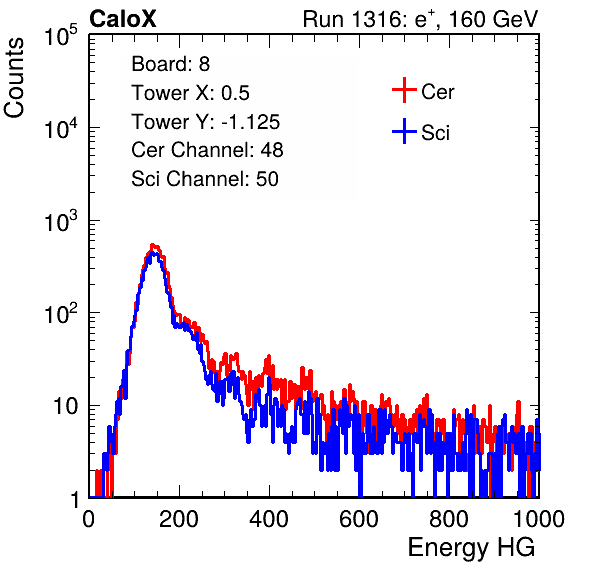 CaloX Run 1316: e⁺, 160 GeV
Counts
10⁵
10⁴
10³
10²
10
1
Board: 8
Tower X: 0.5
Tower Y: -1.125
Cer Channel: 48
Sci Channel: 50
Cer
Sci
0 200 400 600 800 1000
Energy HG